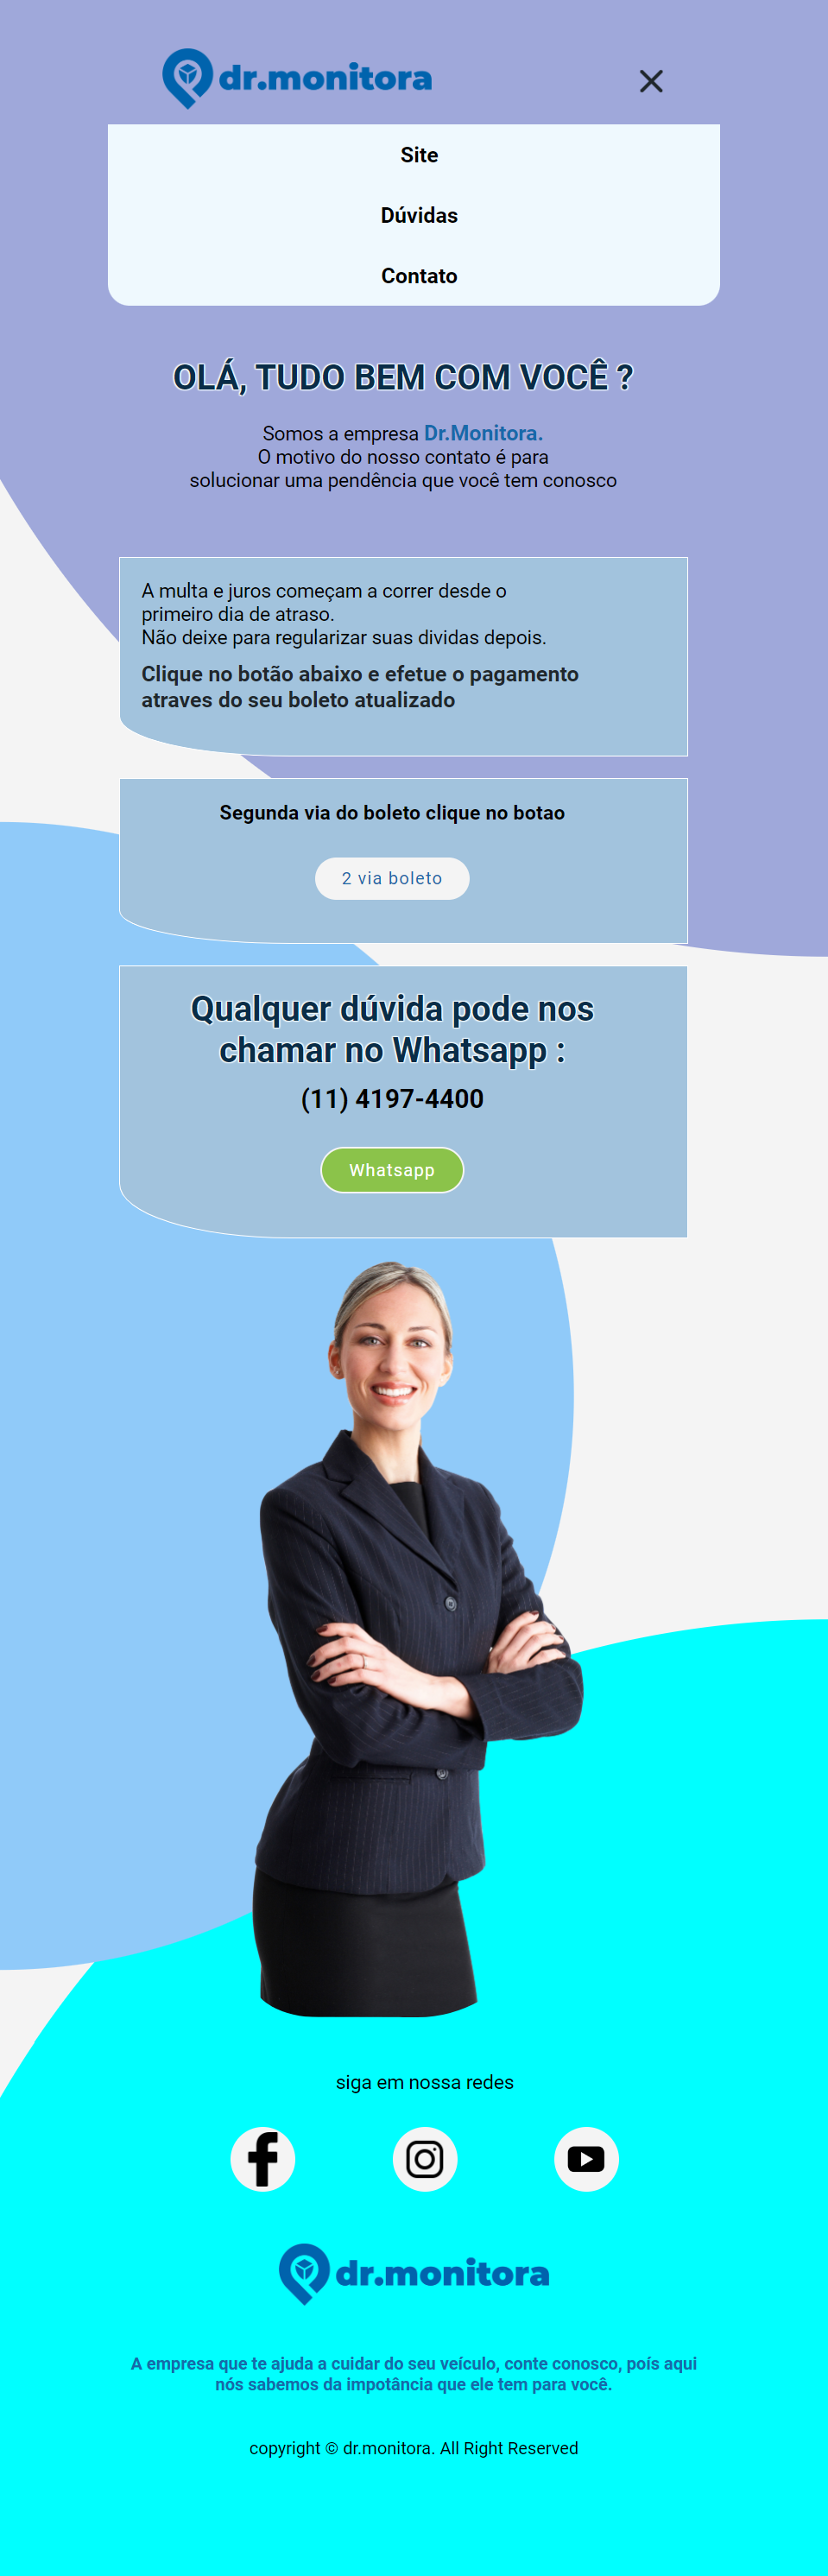 dr.monitora
Site
Dúvidas
Contato
OLÁ, TUDO BEM COM VOCÊ ?
Somos a empresa Dr.Monitora.
O motivo do nosso contato é para
solucionar uma pendência que você tem conosco
A multa e juros começam a correr desde o
primeiro dia de atraso.
Não deixe para regularizar suas dividas depois.
Clique no botão abaixo e efetue o pagamento
atraves do seu boleto atualizado
Segunda via do boleto clique no botao
2 via boleto
Qualquer dúvida pode nos
chamar no Whatsapp :
(11) 4197-4400
Whatsapp
siga em nossa redes
dr.monitora
A empresa que te ajuda a cuidar do seu veículo, conte conosco, poís aqui
nós sabemos da impotância que ele tem para você.
copyright © dr.monitora. All Right Reserved